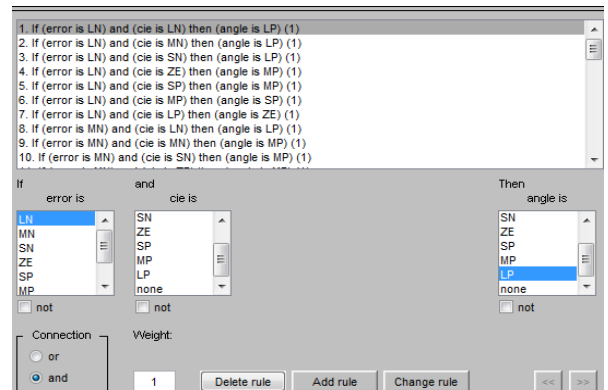 1. If (error is LN) and (cie is LN) then (angle is LP) (1)
2. If (error is LN) and (cie is MN) then (angle is LP) (1)
3. If (error is LN) and (cie is SN) then (angle is LP) (1)
4. If (error is LN) and (cie is ZE) then (angle is MP) (1)
5. If (error is LN) and (cie is SP) then (angle is MP) (1)
6. If (error is LN) and (cie is MP) then (angle is SP) (1)
7. If (error is LN) and (cie is LP) then (angle is ZE) (1)
8. If (error is MN) and (cie is LN) then (angle is LP) (1)
9. If (error is MN) and (cie is MN) then (angle is MP) (1)
10. If (error is MN) and (cie is SN) then (angle is MP) (1)
If and Then
error is cie is angle is
LN SN SN
MN ZE ZE
SN SP SP
ZE MP MP
SP LP LP
MP none none
not not not
Connection Weight:
or
and 1 Delete rule Add rule Change rule << >>